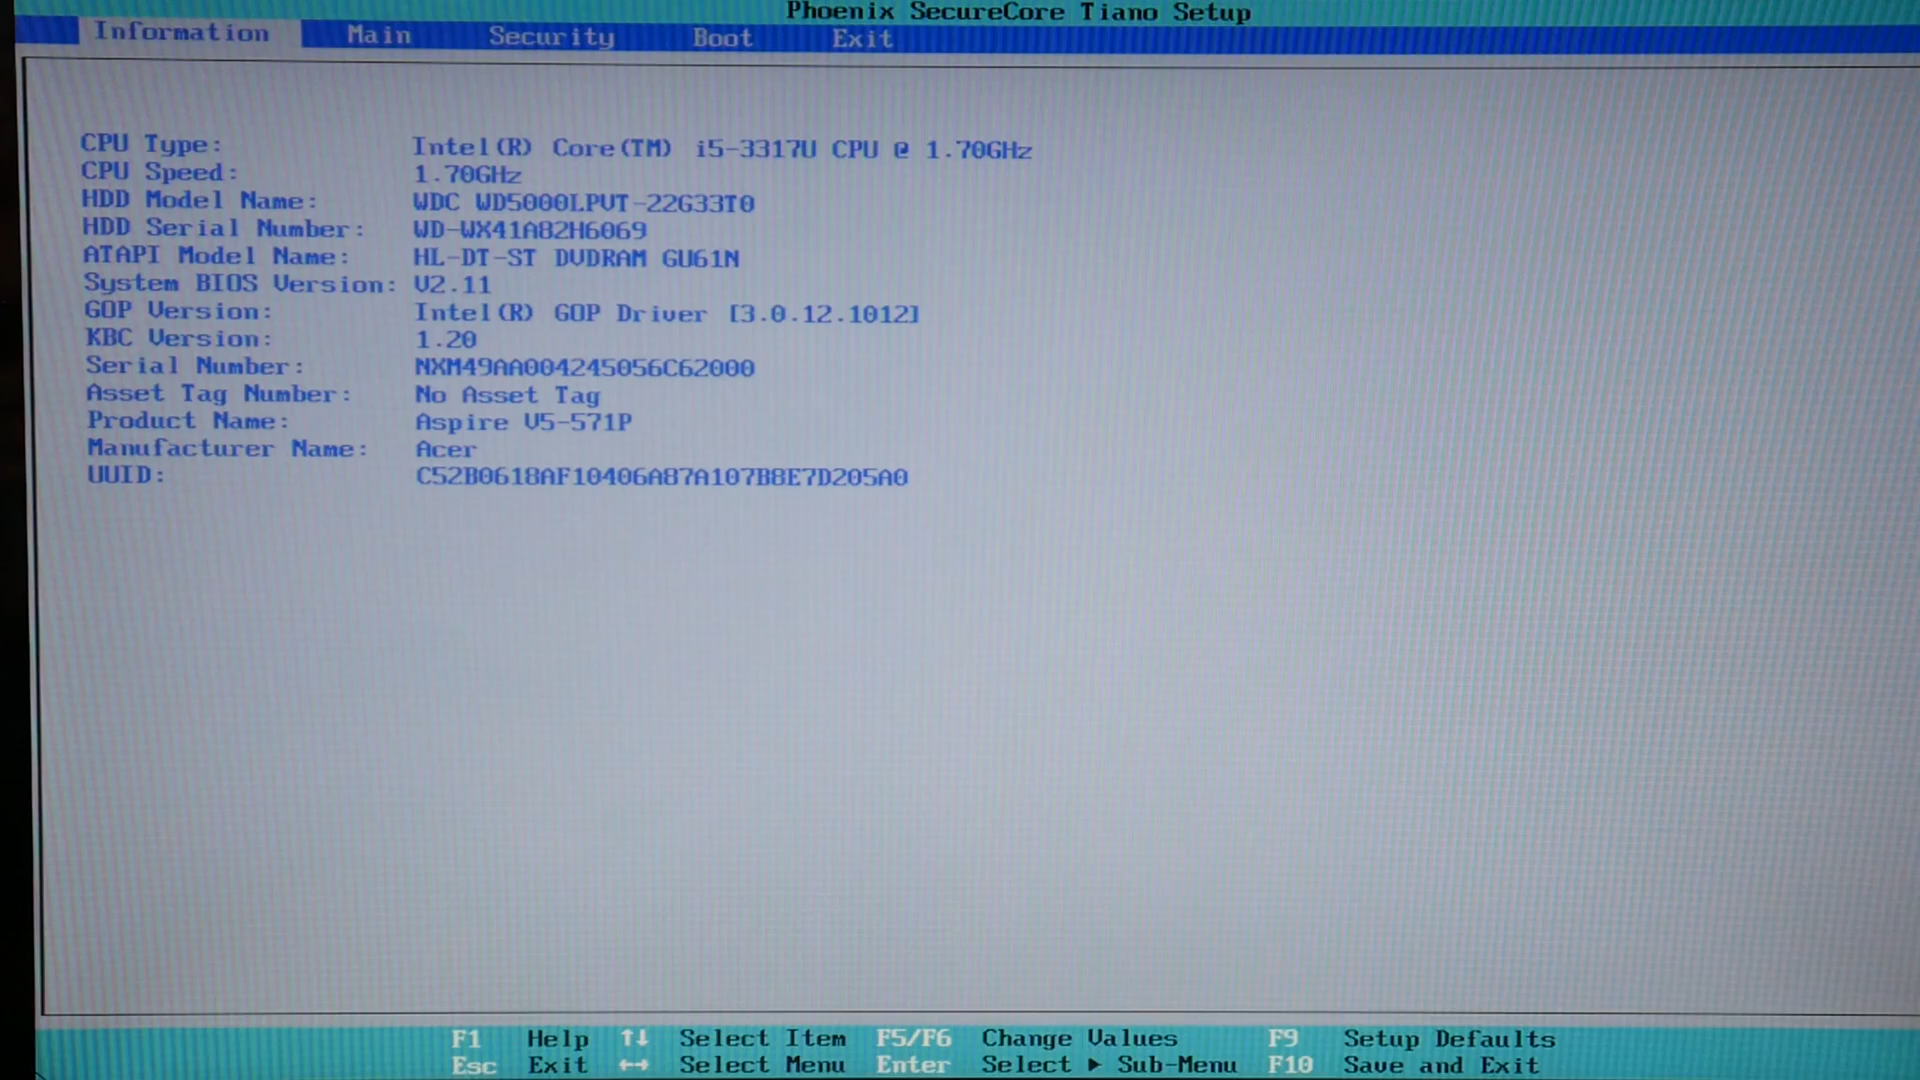 Phoenix SecureCore Tiano Setup
Information Main Security Boot Exit
CPU Type: Intel(R) Core(TM) i5-3317U CPU @ 1.70GHz
CPU Speed: 1.70GHz
HDD Model Name: WDC WD5000LPVT-22G33T0
HDD Serial Number: WD-WX41A82H6069
ATAPI Model Name: HL-DT-ST DVDRAM GU61N
System BIOS Version: V2.11
GOP Version: Intel(R) GOP Driver [3.0.12.1012]
KBC Version: 1.20
Serial Number: NXM49AA004245056C62000
Asset Tag Number: No Asset Tag
Product Name: Aspire V5-571P
Manufacturer Name: Acer
UUID: C52B0618AF10406A87A107B8E7D205A0
F1 Help ↑↓ Select Item F5/F6 Change Values F9 Setup Defaults
Esc Exit ↔ Select Menu Enter Select ▶ Sub-Menu F10 Save and Exit